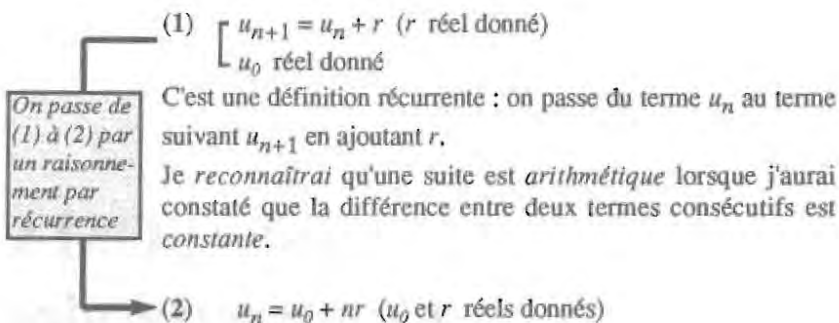 (1) u_{n+1} = u_n + r (r réel donné)
u_0 réel donné
On passe de
(1) à (2) par
un raisonne-
ment par
récurrence
C'est une définition récurrente : on passe du terme u_n au terme
suivant u_{n+1} en ajoutant r.
Je reconnaîtrai qu'une suite est arithmétique lorsque j'aurai
constaté que la différence entre deux termes consécutifs est
constante.
(2) u_n = u_0 + nr (u_0 et r réels donnés)